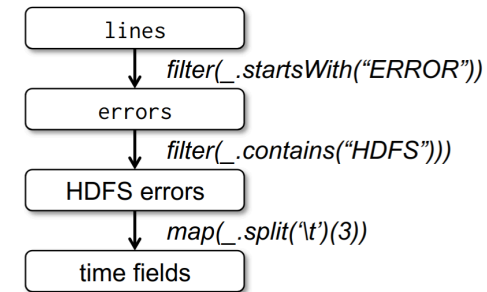 lines
filter(_.startsWith(“ERROR”))
errors
filter(_.contains(“HDFS”)))
HDFS errors
map(_.split(‘\t’)(3))
time fields